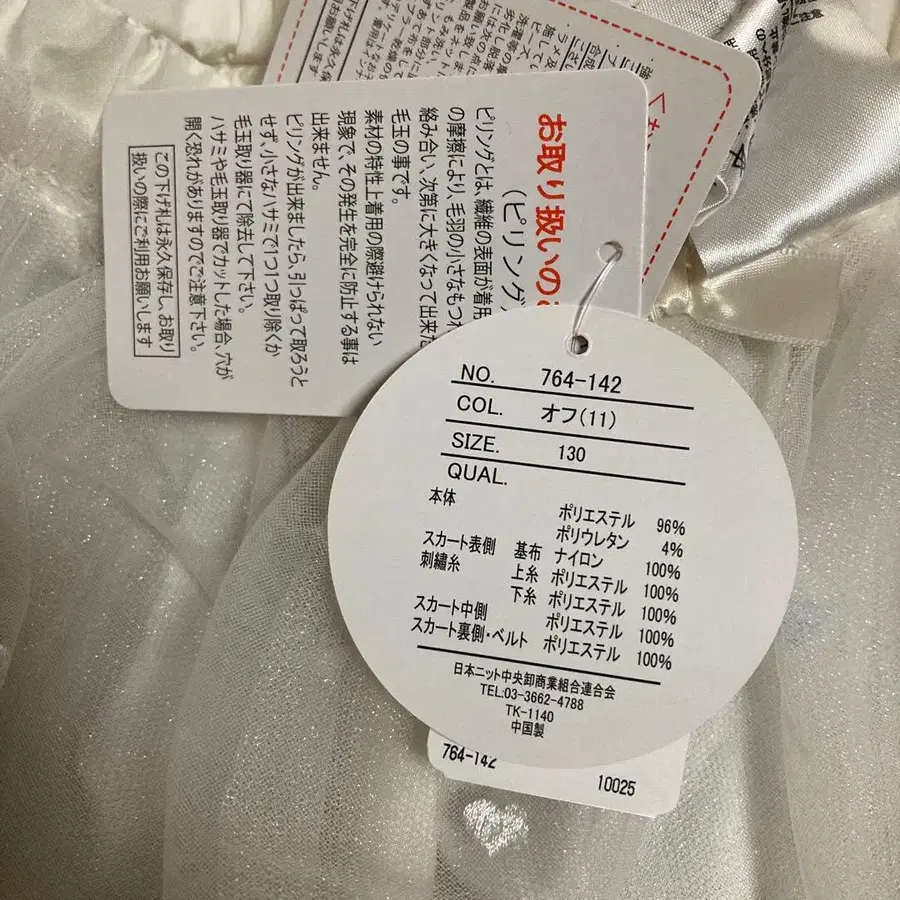 NO. 764-142
COL. オフ(11)
SIZE. 130
QUAL.
本体 ポリエステル 96%
ポリウレタン 4%
スカート表側 基布 ナイロン 100%
刺繍糸 上糸 ポリエステル 100%
下糸 ポリエステル 100%
スカート中側 ポリエステル 100%
スカート裏側・ベルト ポリエステル 100%
日本ニット中央卸商業組合連合会
TEL:03-3662-4788
TK-1140
中国製
764-142
10025
お取り扱いの
(ピリング
ピリングとは、繊維の表面が着用
の摩擦により、毛羽の小さなもつれ
絡み合い、次第に大きくなって出来た
毛玉の事です。
素材の特性上着用の際避けられない
現象で、その発生を完全に防止する事は
出来ません。
ピリングが出来ましたら、引っぱって取ろうと
せず、小さなハサミで1つ1つ取り除くか
毛玉取り器にて除去して下さい。
ハサミや毛玉取り器でカットした場合、穴が
開く恐れがありますのでご注意下さい。
この下げ札は永久保存し、お取り
扱いの際にご利用お願いします